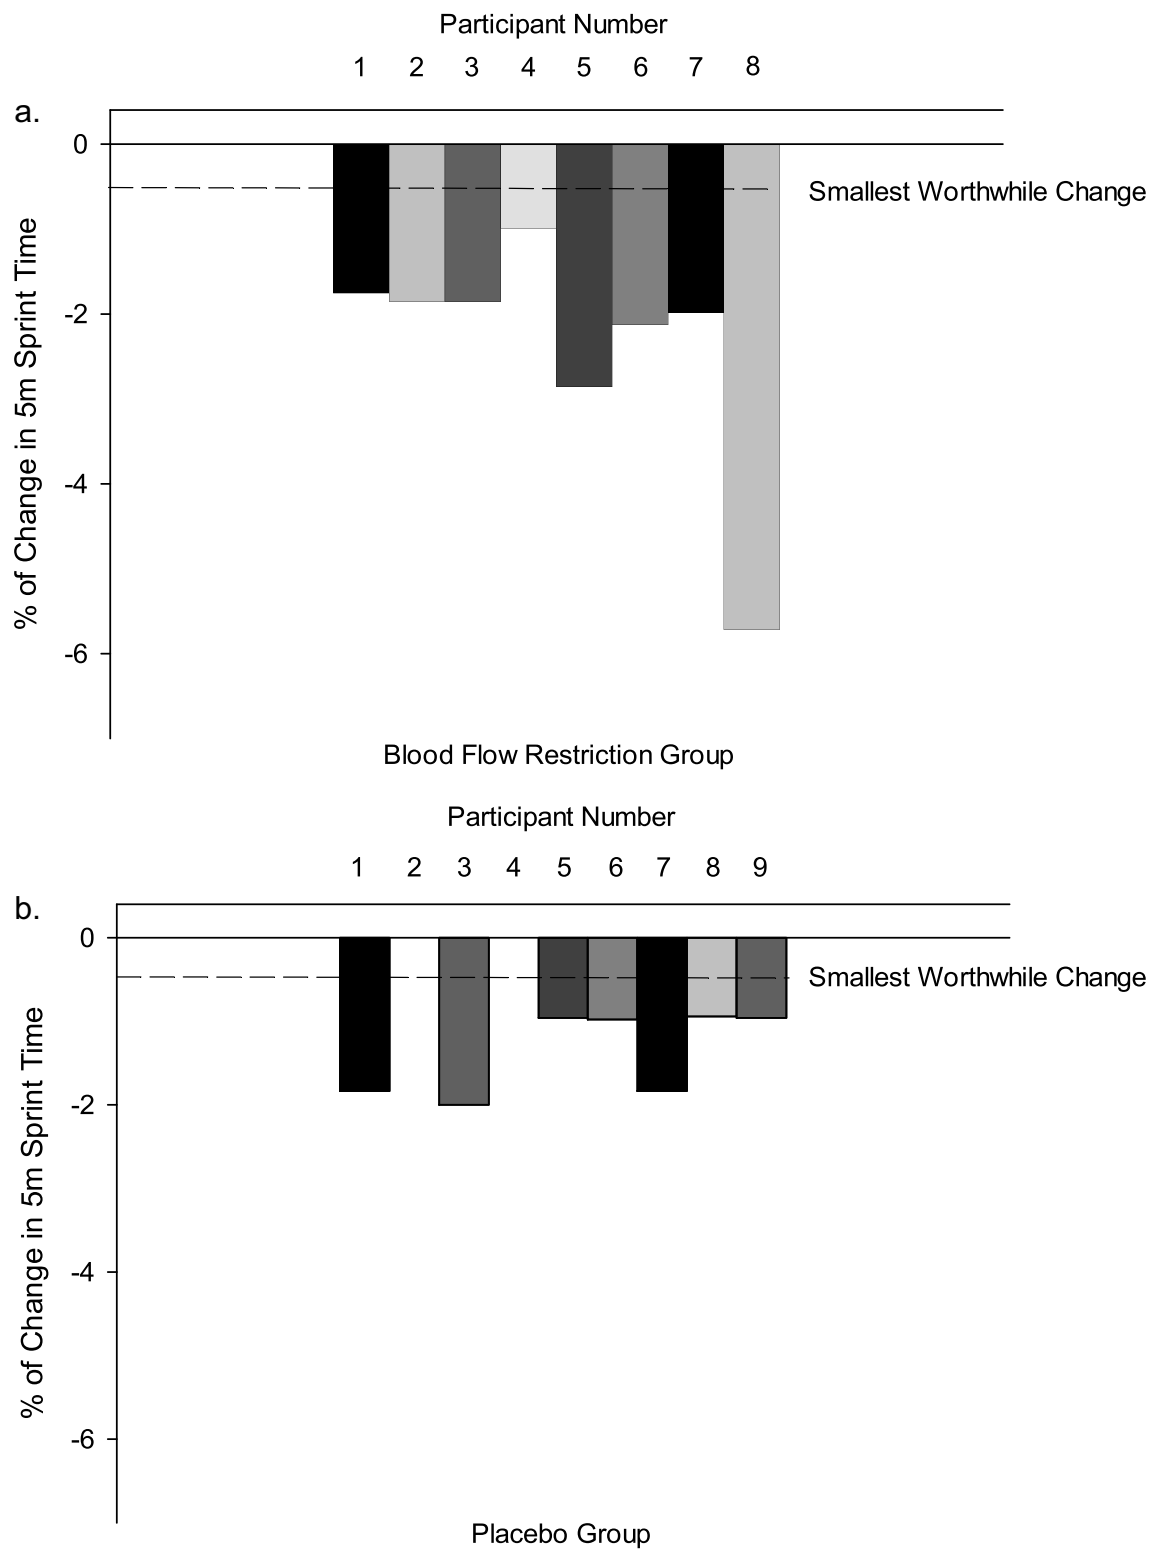 Participant Number
1 2 3 4 5 6 7 8
a.
0
Smallest Worthwhile Change
-2
-4
-6
% of Change in 5m Sprint Time
Blood Flow Restriction Group
Participant Number
1 2 3 4 5 6 7 8 9
b.
0
Smallest Worthwhile Change
-2
-4
-6
% of Change in 5m Sprint Time
Placebo Group